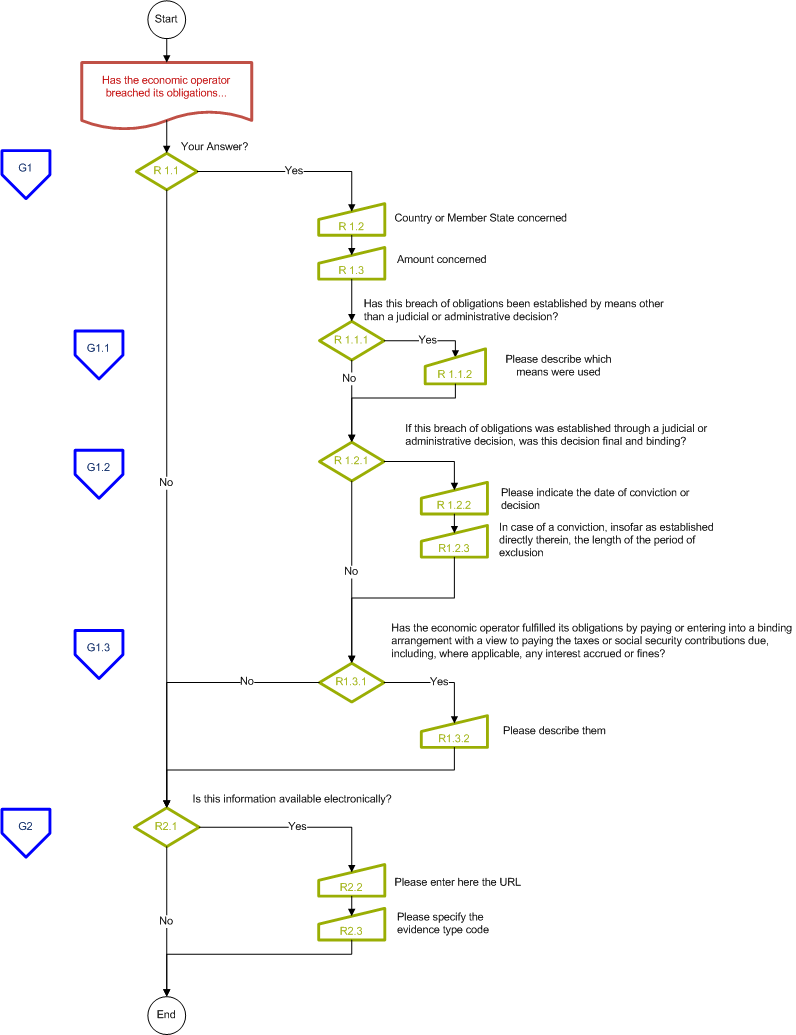 Start
Has the economic operator
breached its obligations...
Your Answer?
G1
R 1.1
Yes
Country or Member State concerned
R 1.2
Amount concerned
R 1.3
Has this breach of obligations been established by means other
than a judicial or administrative decision?
G1.1
R 1.1.1
Yes
Please describe which
means were used
R 1.1.2
No
If this breach of obligations was established through a judicial or
administrative decision, was this decision final and binding?
G1.2
R 1.2.1
No
Please indicate the date of conviction or
decision
R 1.2.2
In case of a conviction, insofar as established
directly therein, the length of the period of
exclusion
R1.2.3
No
Has the economic operator fulfilled its obligations by paying or entering into a binding
arrangement with a view to paying the taxes or social security contributions due,
including, where applicable, any interest accrued or fines?
G1.3
No
R1.3.1
Yes
Please describe them
R1.3.2
Is this information available electronically?
G2
R2.1
Yes
Please enter here the URL
R2.2
Please specify the
evidence type code
R2.3
No
End